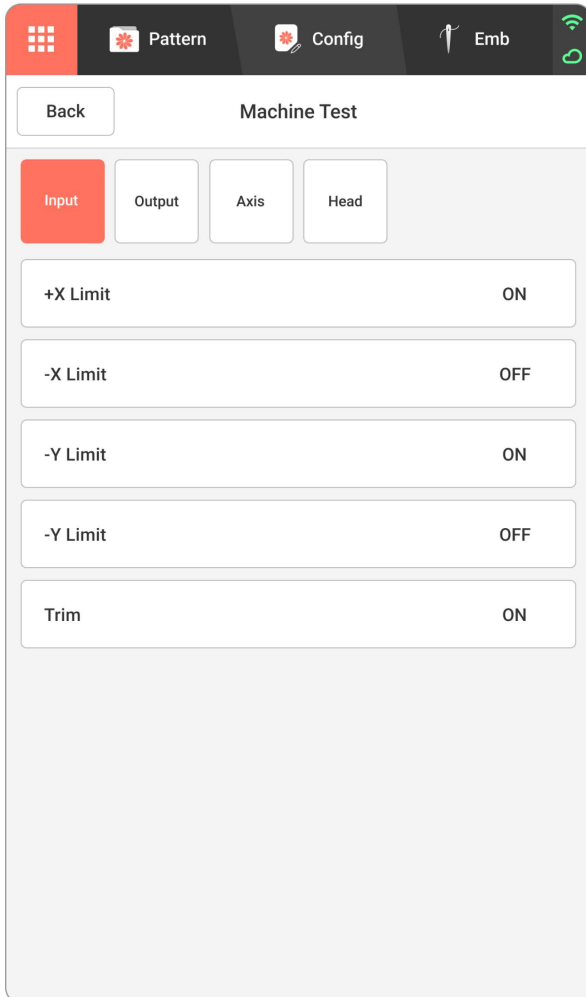 Pattern Config Emb
Back Machine Test
Input Output Axis Head
+X Limit ON
-X Limit OFF
-Y Limit ON
-Y Limit OFF
Trim ON